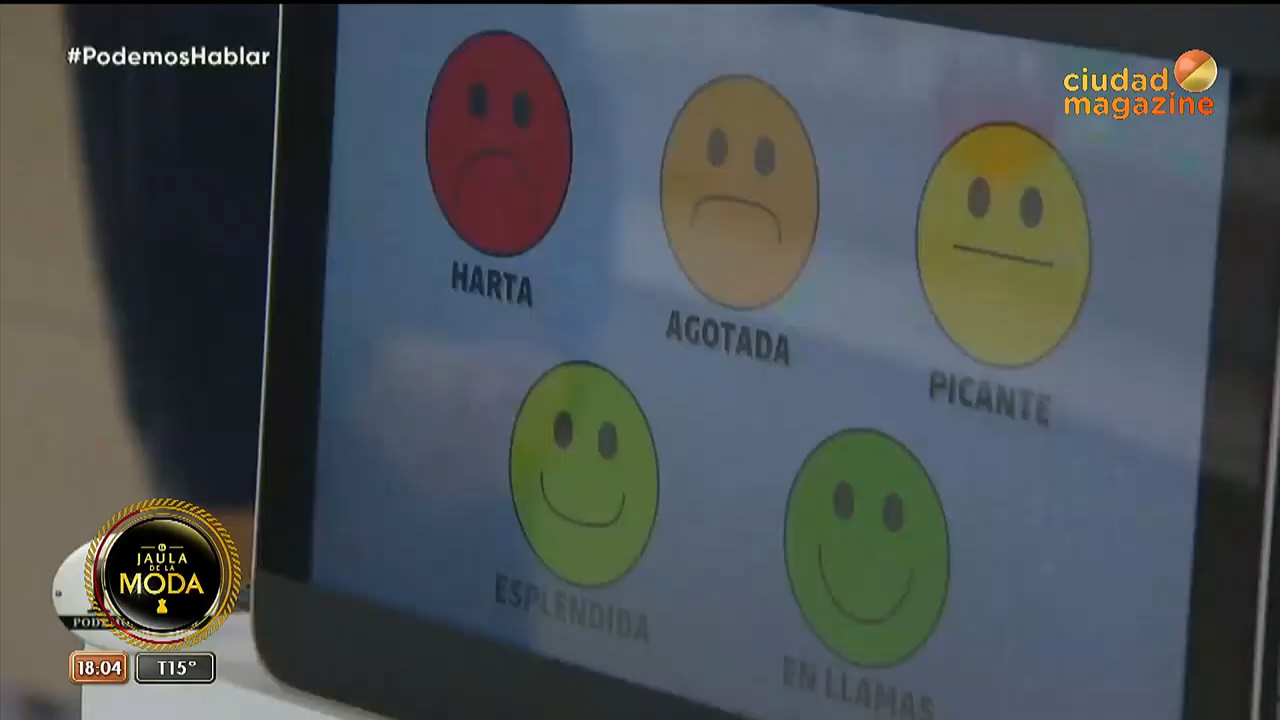 #PodemosHablar
ciudad
magazine
HARTA
AGOTADA
PICANTE
ESPLENDIDA
EN LLAMAS
LA
JAULA
DE LA
MODA
18:04
T15°